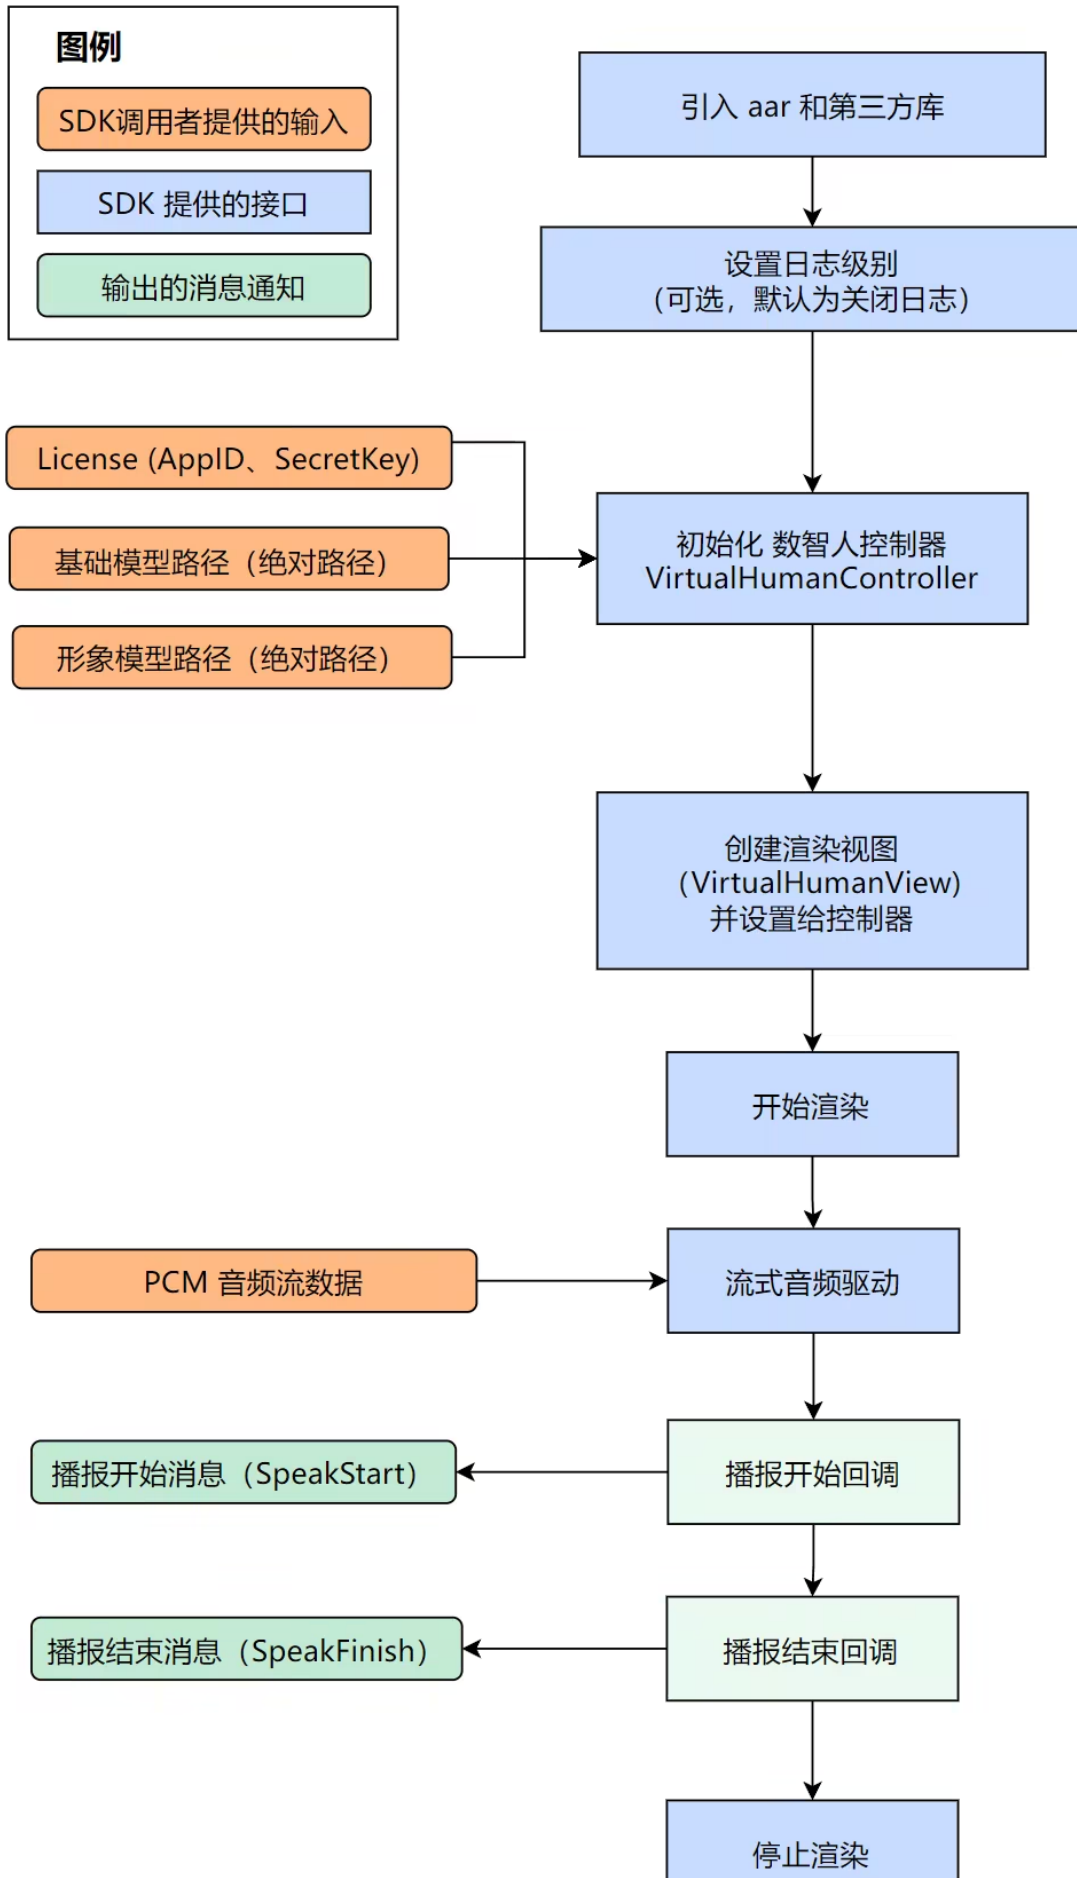 图例
SDK调用者提供的输入
SDK 提供的接口
输出的消息通知
引入 aar 和第三方库
设置日志级别
（可选，默认为关闭日志）
License (AppID、SecretKey)
基础模型路径（绝对路径）
形象模型路径（绝对路径）
初始化 数智人控制器
VirtualHumanController
创建渲染视图
（VirtualHumanView)
并设置给控制器
开始渲染
PCM 音频流数据
流式音频驱动
播报开始消息（SpeakStart）
播报开始回调
播报结束消息（SpeakFinish）
播报结束回调
停止渲染